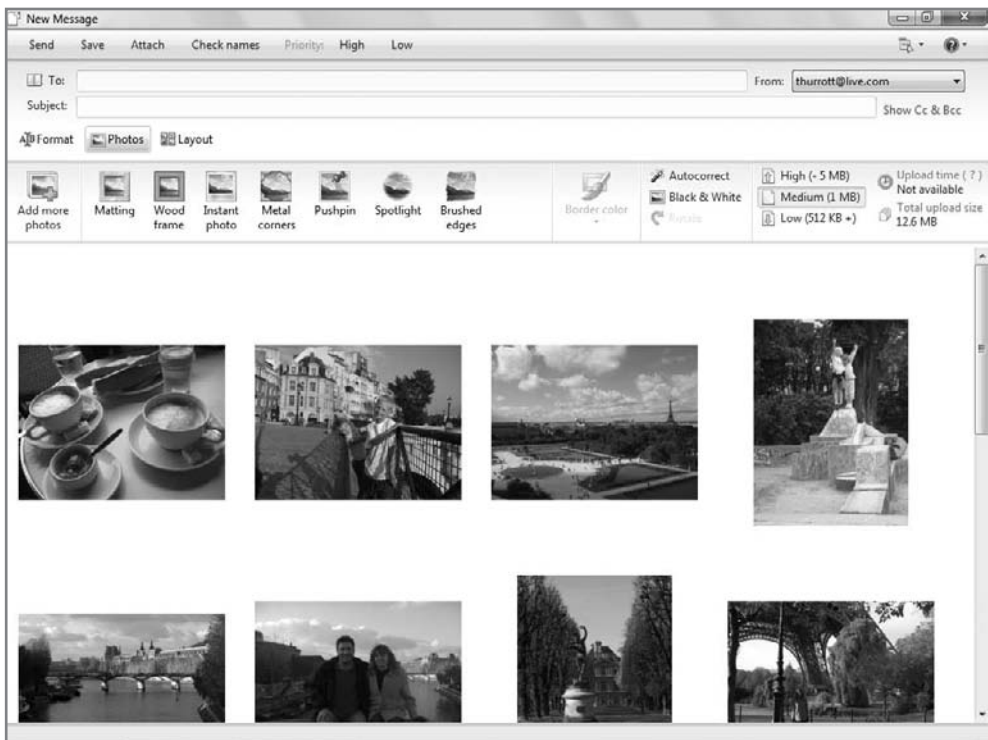 New Message
Send Save Attach Check names Priority: High Low
To:
From: thurrott@live.com
Subject:
Show Cc & Bcc
Format Photos Layout
Add more photos
Matting
Wood frame
Instant photo
Metal corners
Pushpin
Spotlight
Brushed edges
Border color
Autocorrect
Black & White
Rotate
High (- 5 MB)
Medium (1 MB)
Low (512 KB +)
Upload time ( ? )
Not available
Total upload size
12.6 MB